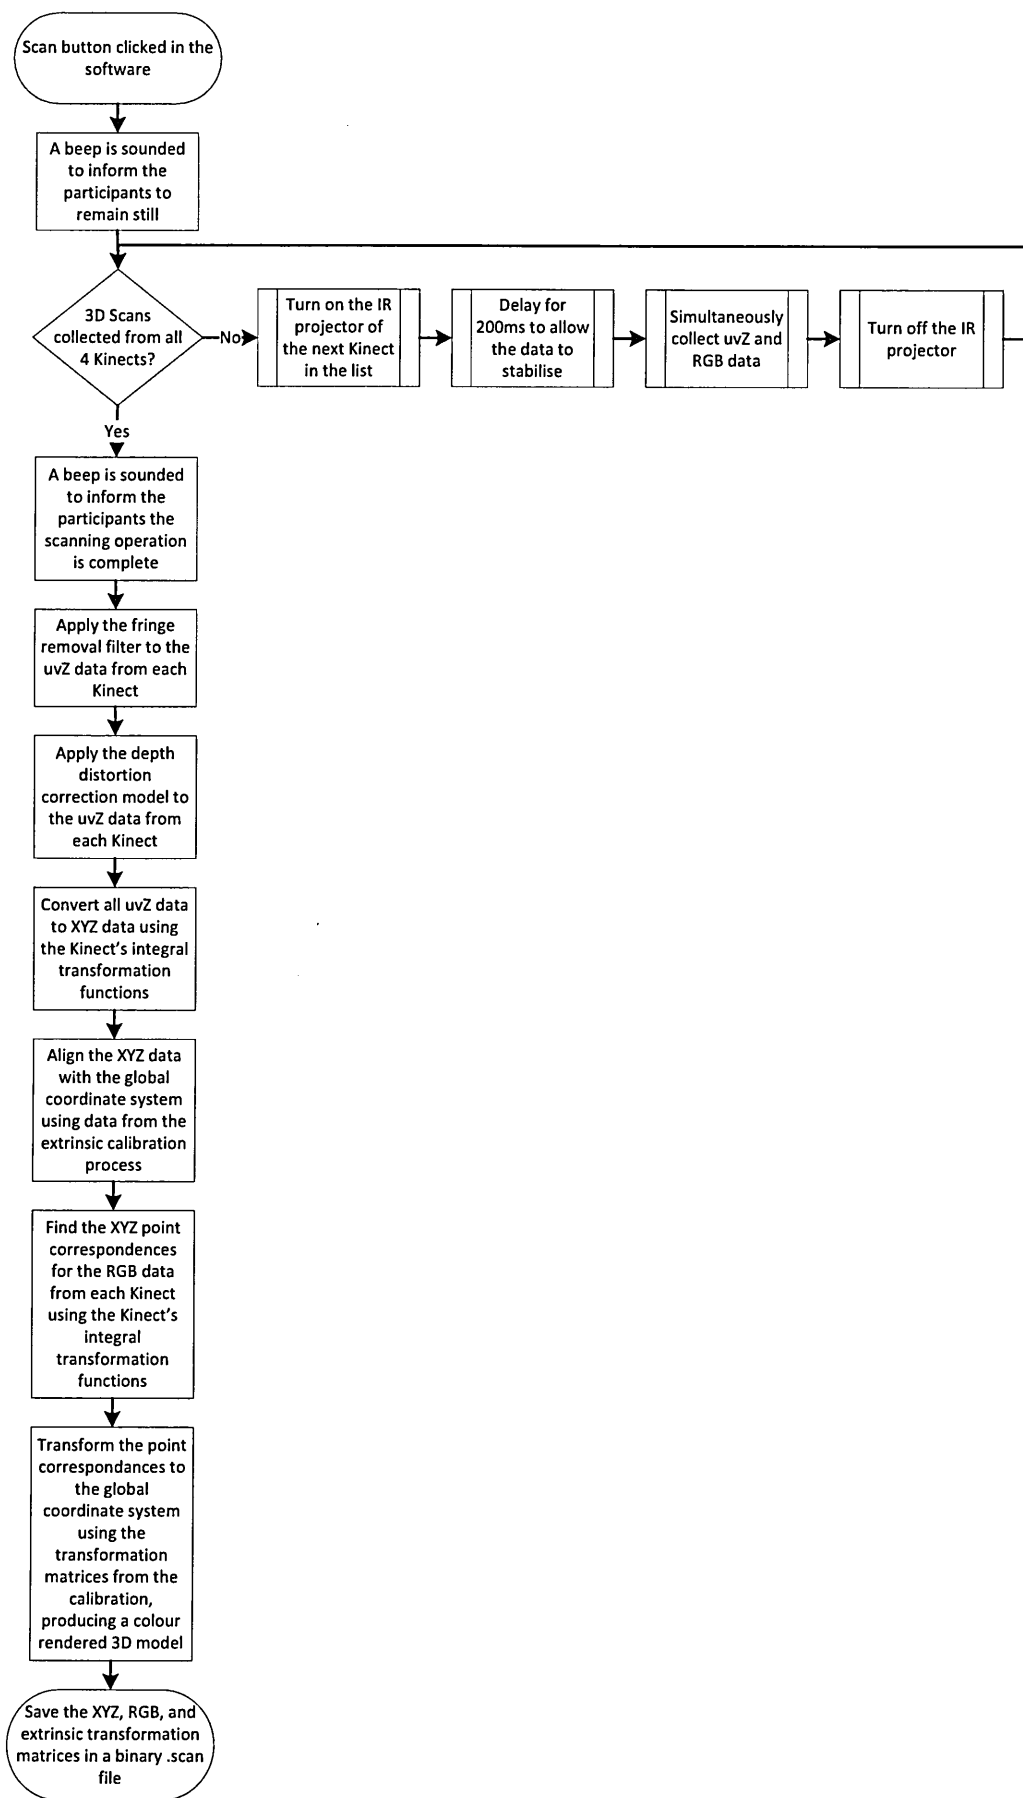 Scan button clicked in the
software
A beep is sounded
to inform the
participants to
remain still
3D Scans
collected from all
4 Kinects?
No
Turn on the IR
projector of
the next Kinect
in the list
Delay for
200ms to allow
the data to
stabilise
Simultaneously
collect uvZ and
RGB data
Turn off the IR
projector
Yes
A beep is sounded
to inform the
participants the
scanning operation
is complete
Apply the fringe
removal filter to the
uvZ data from each
Kinect
Apply the depth
distortion
correction model to
the uvZ data from
each Kinect
Convert all uvZ data
to XYZ data using
the Kinect's integral
transformation
functions
Align the XYZ data
with the global
coordinate system
using data from the
extrinsic calibration
process
Find the XYZ point
correspondences
for the RGB data
from each Kinect
using the Kinect's
integral
transformation
functions
Transform the point
correspondances to
the global
coordinate system
using the
transformation
matrices from the
calibration,
producing a colour
rendered 3D model
Save the XYZ, RGB, and
extrinsic transformation
matrices in a binary .scan
file